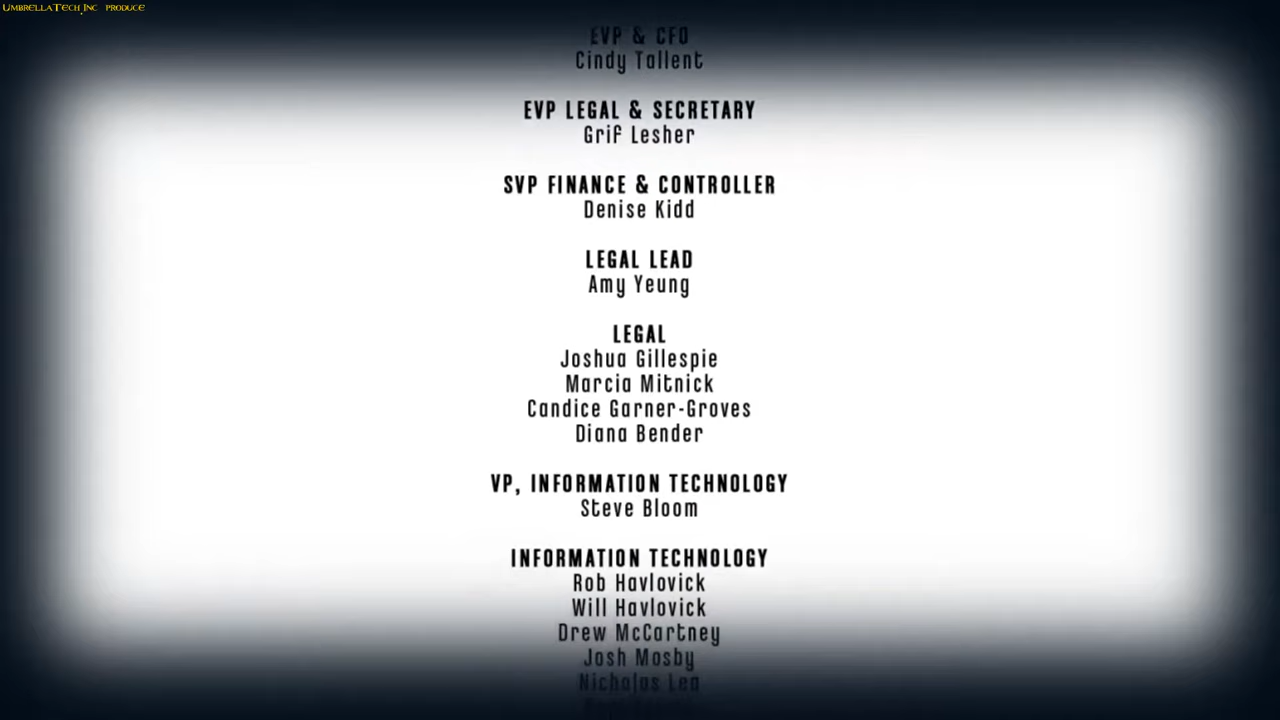 UmbrellaTech.Inc produce
EVP & CFO
Cindy Tallent
EVP LEGAL & SECRETARY
Grif Lesher
SVP FINANCE & CONTROLLER
Denise Kidd
LEGAL LEAD
Amy Yeung
LEGAL
Joshua Gillespie
Marcia Mitnick
Candice Garner-Groves
Diana Bender
VP, INFORMATION TECHNOLOGY
Steve Bloom
INFORMATION TECHNOLOGY
Rob Havlovick
Will Havlovick
Drew McCartney
Josh Mosby
Nicholas Lea